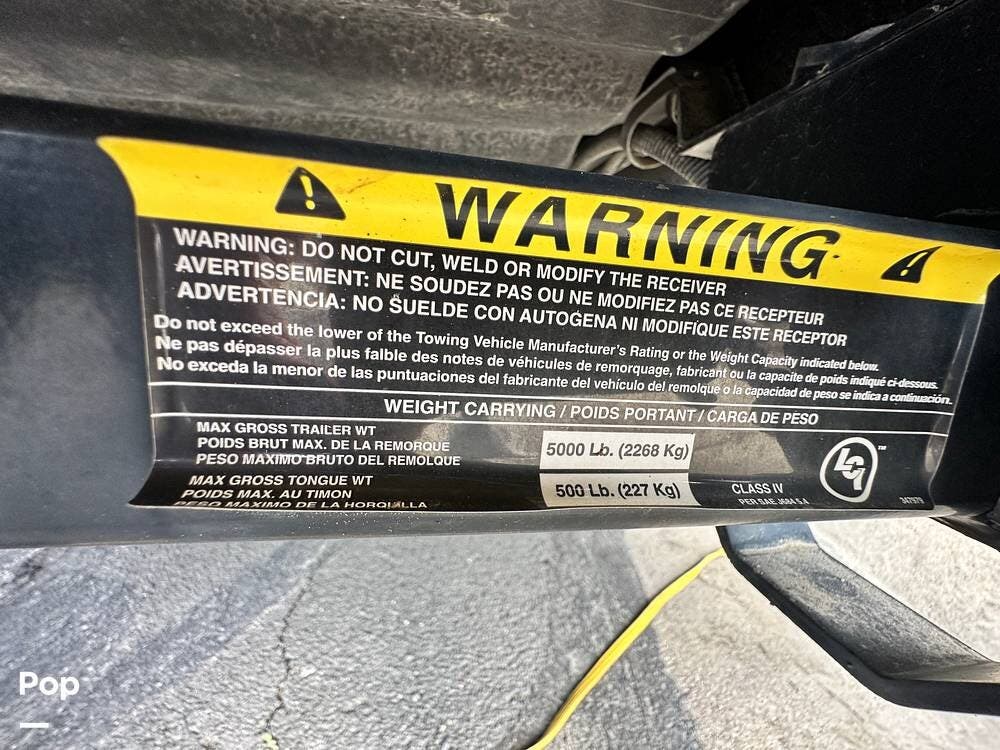 WARNING
WARNING: DO NOT CUT, WELD OR MODIFY THE RECEIVER
AVERTISSEMENT: NE SOUDEZ PAS OU NE MODIFIEZ PAS CE RECEPTEUR
ADVERTENCIA: NO SUELDE CON AUTOGENA NI MODIFIQUE ESTE RECEPTOR
Do not exceed the lower of the Towing Vehicle Manufacturer's Rating or the Weight Capacity indicated below.
Ne pas dépasser la plus faible des notes de véhicules de remorquage, fabricant ou la capacite de poids indiqué ci-dessous.
No exceda la menor de las puntuaciones del fabricante del vehículo del remolque o la capacidad de peso se indica a continuación.
WEIGHT CARRYING / POIDS PORTANT / CARGA DE PESO
MAX GROSS TRAILER WT
POIDS BRUT MAX. DE LA REMORQUE
PESO MAXIMO BRUTO DEL REMOLQUE
5000 Lb. (2268 Kg)
MAX GROSS TONGUE WT
POIDS MAX. AU TIMON
PESO MAXIMO DE LA HORQUILLA
500 Lb. (227 Kg)
CLASS IV
PER SAE J684 5.4
LCI™
347979
Pop